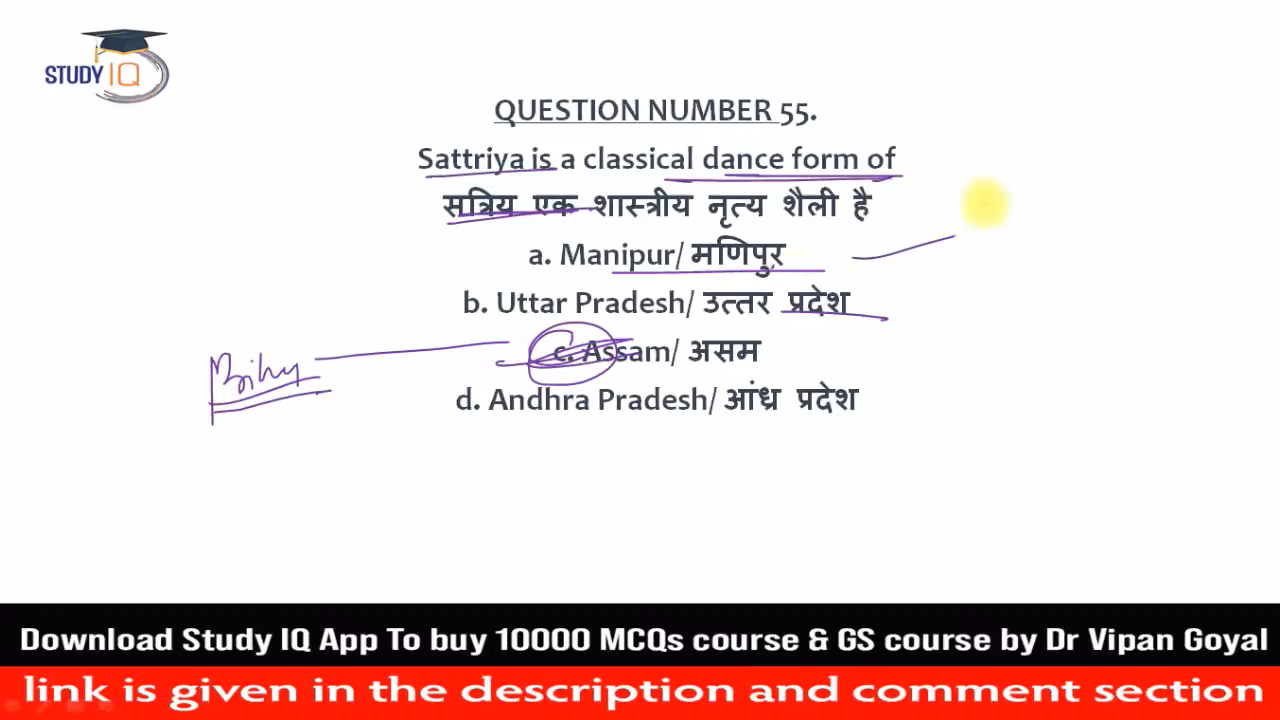 STUDY IQ
QUESTION NUMBER 55.
Sattriya is a classical dance form of
सत्रिय एक शास्त्रीय नृत्य शैली है
a. Manipur/ मणिपुर
b. Uttar Pradesh/ उत्तर प्रदेश
c. Assam/ असम
Bihu
d. Andhra Pradesh/ आंध्र प्रदेश
Download Study IQ App To buy 10000 MCQs course & GS course by Dr Vipan Goyal
link is given in the description and comment section